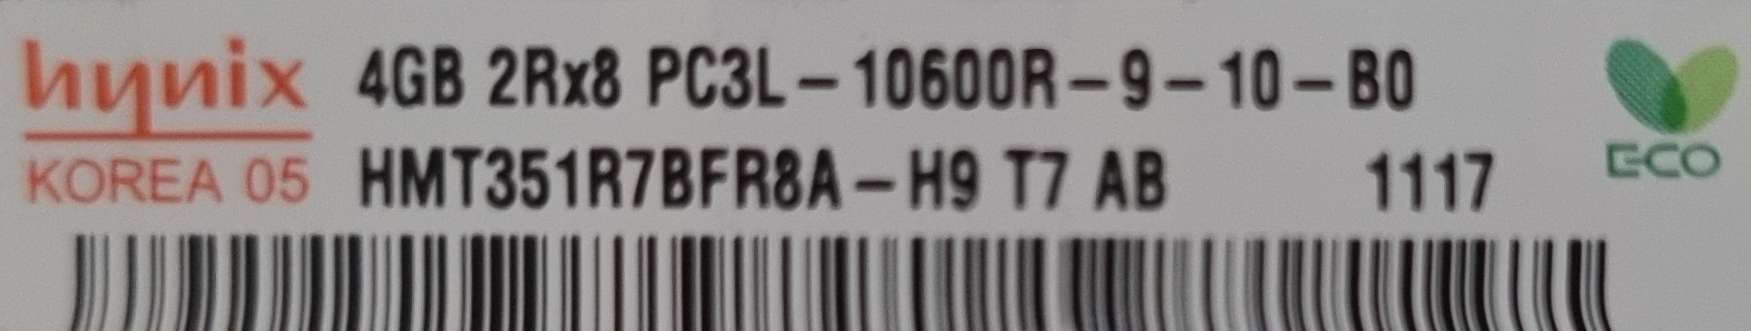 hynix 4GB 2Rx8 PC3L-10600R-9-10-B0
KOREA 05 HMT351R7BFR8A-H9 T7 AB 1117
ECO